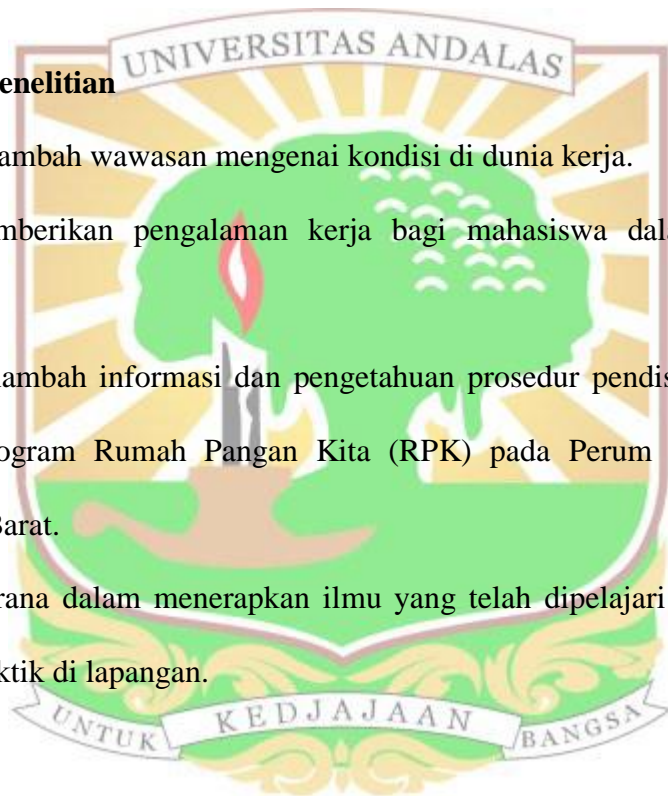 UNIVERSITAS ANDALAS
enelitian
ambah wawasan mengenai kondisi di dunia kerja.
mberikan pengalaman kerja bagi mahasiswa dala
ambah informasi dan pengetahuan prosedur pendis
ogram Rumah Pangan Kita (RPK) pada Perum
Barat.
rana dalam menerapkan ilmu yang telah dipelajari
ktik di lapangan.
UNTUK KEDJAJAAN BANGSA